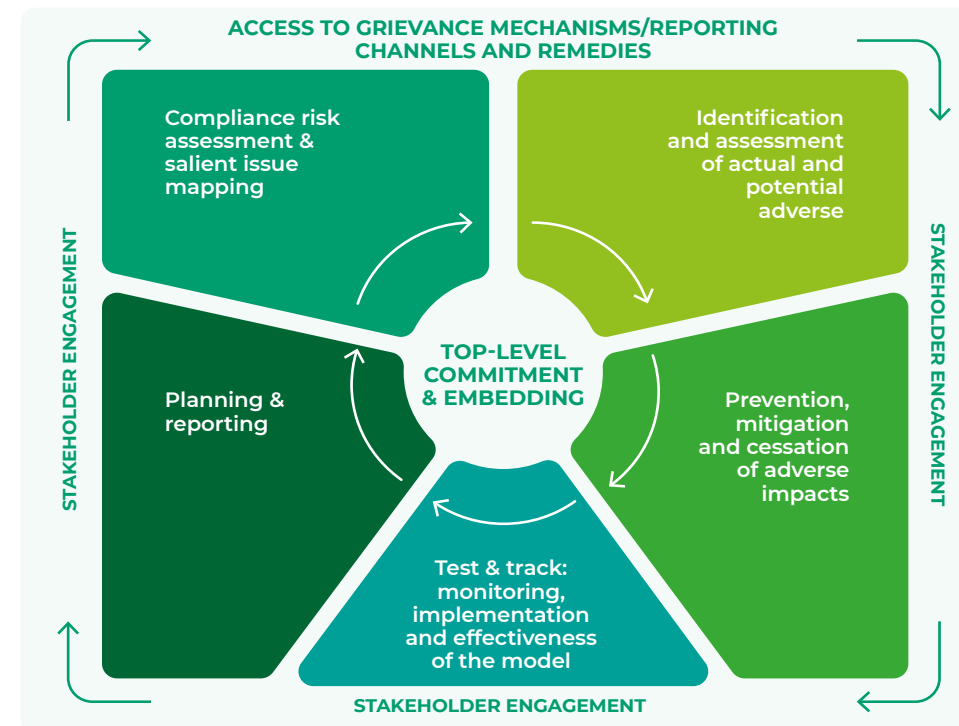 ACCESS TO GRIEVANCE MECHANISMS/REPORTING
CHANNELS AND REMEDIES
Compliance risk
assessment &
salient issue
mapping
Identification
and assessment
of actual and
potential
adverse
STAKEHOLDER ENGAGEMENT
STAKEHOLDER ENGAGEMENT
TOP-LEVEL
COMMITMENT
& EMBEDDING
Planning &
reporting
Prevention,
mitigation
and cessation
of adverse
impacts
Test & track:
monitoring,
implementation
and effectiveness
of the model
STAKEHOLDER ENGAGEMENT